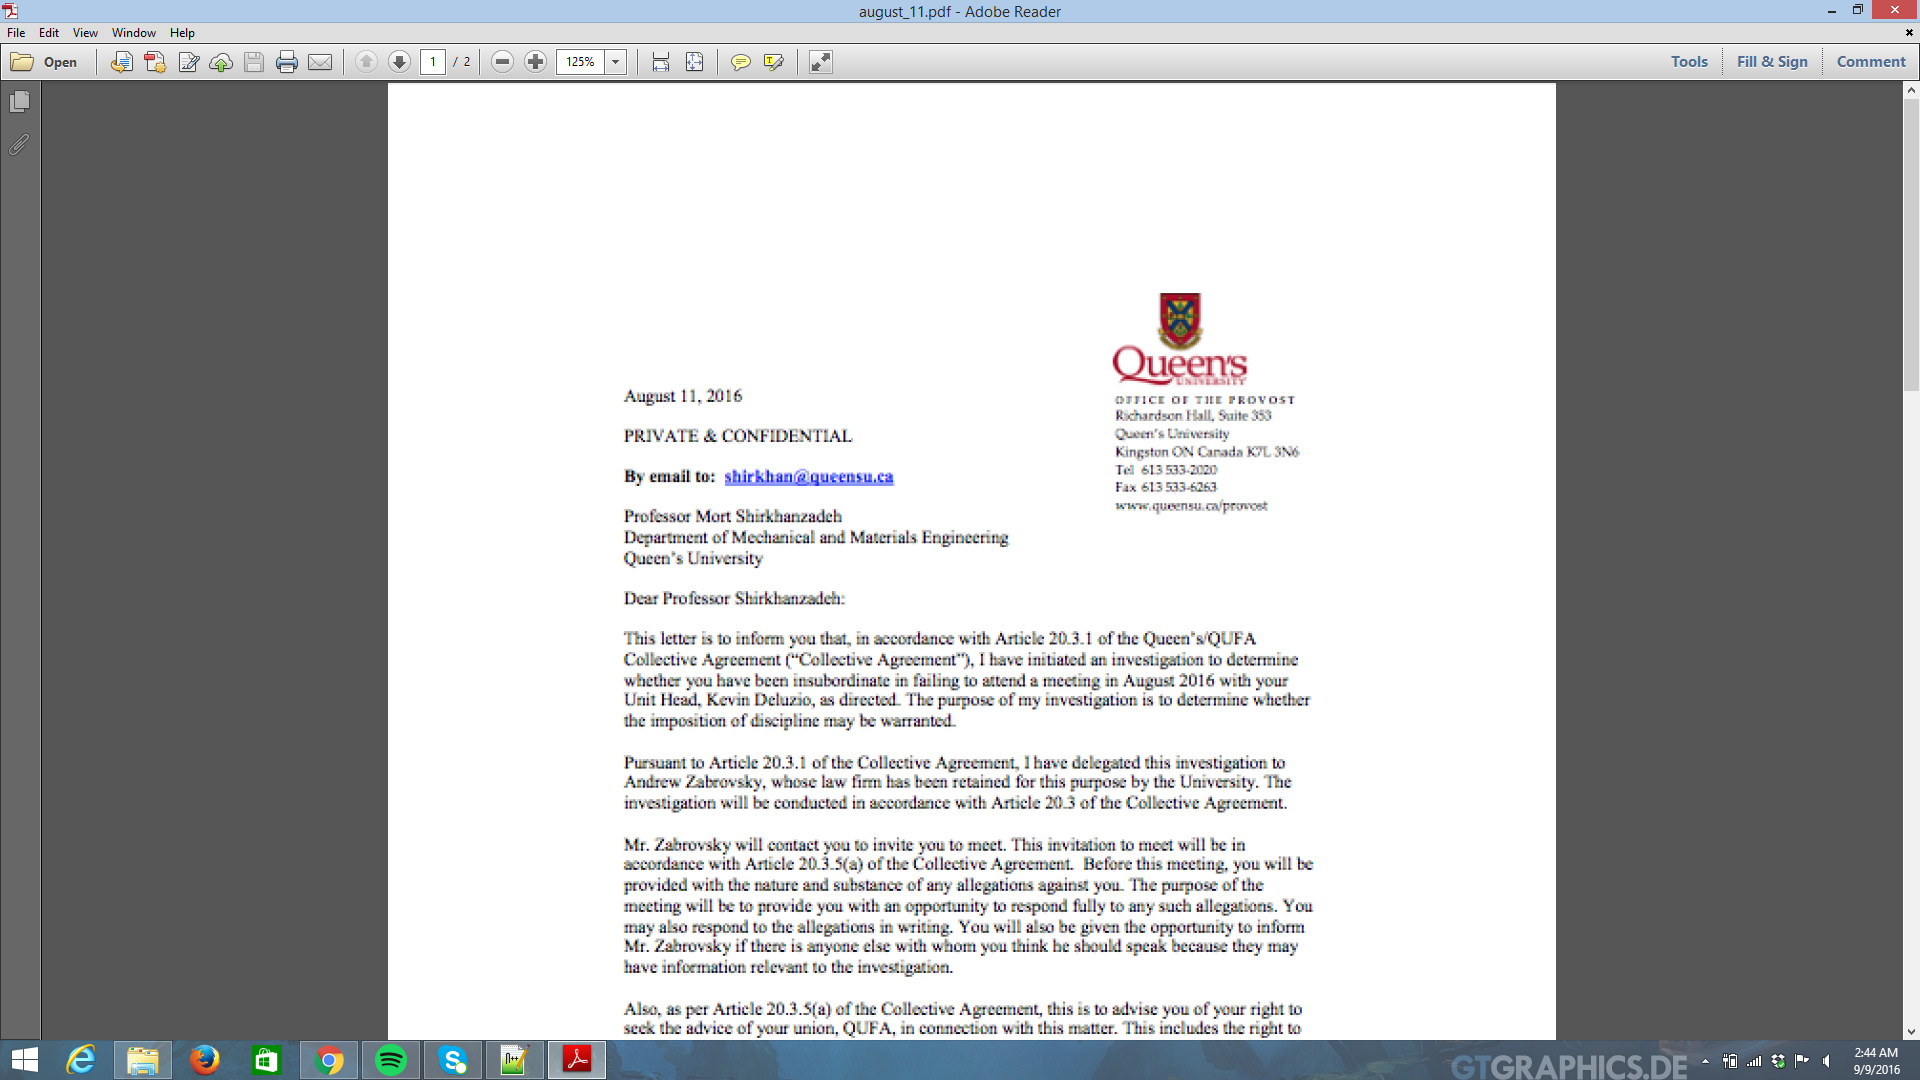 august_11.pdf - Adobe Reader
File Edit View Window Help
Open 1 / 2 125% Tools Fill & Sign Comment
Queen's
UNIVERSITY
OFFICE OF THE PROVOST
Richardson Hall, Suite 353
Queen's University
Kingston ON Canada K7L 3N6
Tel 613 533-2020
Fax 613 533-6263
www.queensu.ca/provost
August 11, 2016
PRIVATE & CONFIDENTIAL
By email to: shirkhan@queensu.ca
Professor Mort Shirkhanzadeh
Department of Mechanical and Materials Engineering
Queen's University
Dear Professor Shirkhanzadeh:
This letter is to inform you that, in accordance with Article 20.3.1 of the Queen's/QUFA
Collective Agreement ("Collective Agreement"), I have initiated an investigation to determine
whether you have been insubordinate in failing to attend a meeting in August 2016 with your
Unit Head, Kevin Deluzio, as directed. The purpose of my investigation is to determine whether
the imposition of discipline may be warranted.
Pursuant to Article 20.3.1 of the Collective Agreement, I have delegated this investigation to
Andrew Zabrovsky, whose law firm has been retained for this purpose by the University. The
investigation will be conducted in accordance with Article 20.3 of the Collective Agreement.
Mr. Zabrovsky will contact you to invite you to meet. This invitation to meet will be in
accordance with Article 20.3.5(a) of the Collective Agreement. Before this meeting, you will be
provided with the nature and substance of any allegations against you. The purpose of the
meeting will be to provide you with an opportunity to respond fully to any such allegations. You
may also respond to the allegations in writing. You will also be given the opportunity to inform
Mr. Zabrovsky if there is anyone else with whom you think he should speak because they may
have information relevant to the investigation.
Also, as per Article 20.3.5(a) of the Collective Agreement, this is to advise you of your right to
seek the advice of your union, QUFA, in connection with this matter. This includes the right to
GTGRAPHICS.DE
2:44 AM
9/9/2016